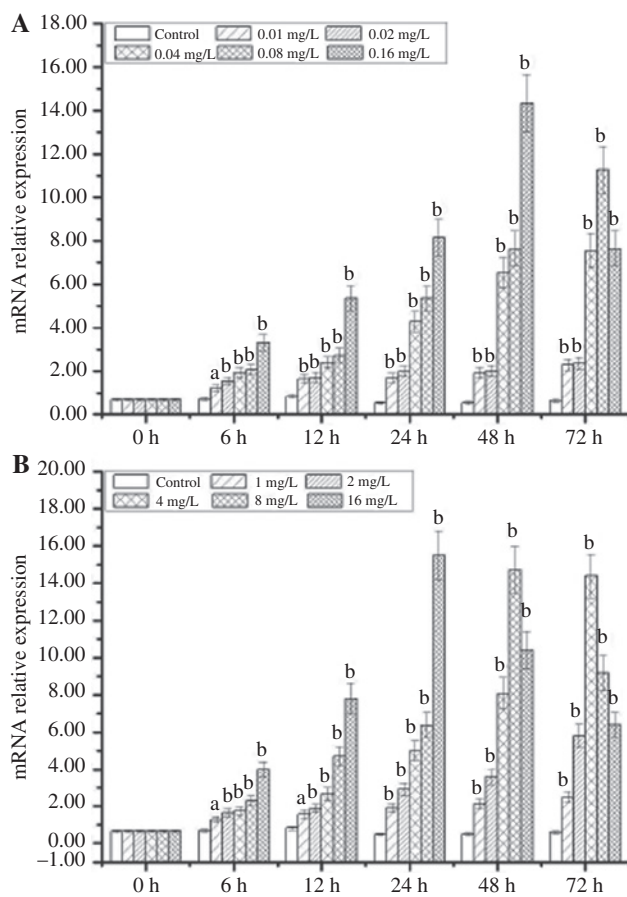 A
18.00
Control 0.01 mg/L 0.02 mg/L
0.04 mg/L 0.08 mg/L 0.16 mg/L
16.00
14.00
12.00
10.00
8.00
6.00
4.00
2.00
0.00
mRNA relative expression
a b b b b
b b b b b
b b b b b
b b b b b
b b b b b
0 h 6 h 12 h 24 h 48 h 72 h
B
20.00
Control 1 mg/L 2 mg/L
4 mg/L 8 mg/L 16 mg/L
18.00
16.00
14.00
12.00
10.00
8.00
6.00
4.00
2.00
0.00
−1.00
mRNA relative expression
a b b b b
a b b b b
b b b b b
b b b b b
b b b b b
0 h 6 h 12 h 24 h 48 h 72 h